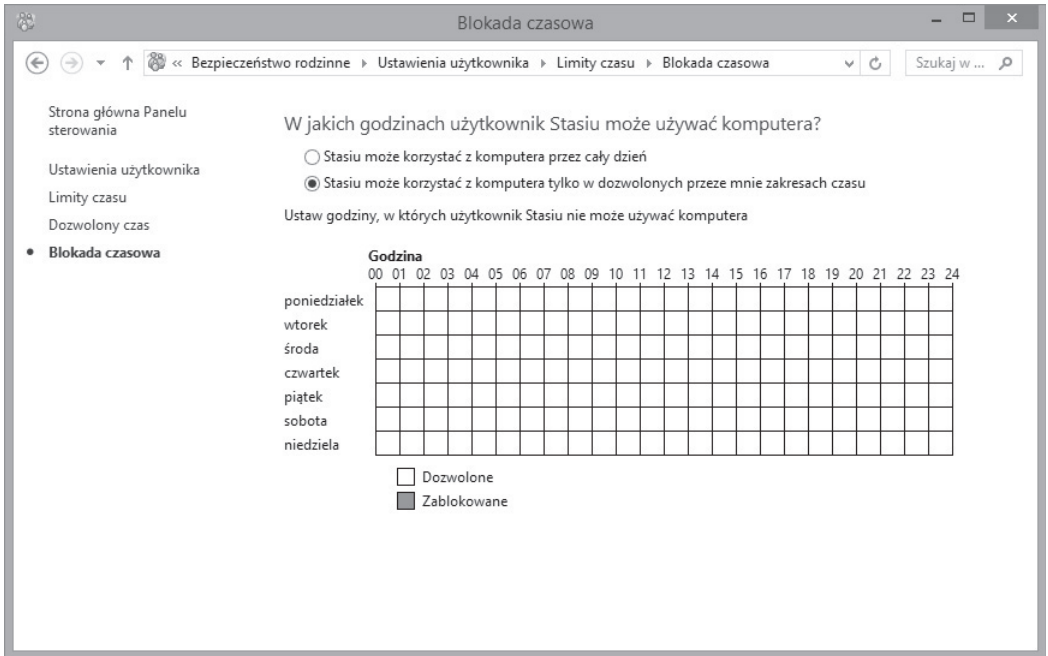 Blokada czasowa
« Bezpieczeństwo rodzinne ▸ Ustawienia użytkownika ▸ Limity czasu ▸ Blokada czasowa
Szukaj w ...
Strona główna Panelu
sterowania
Ustawienia użytkownika
Limity czasu
Dozwolony czas
• Blokada czasowa
W jakich godzinach użytkownik Stasiu może używać komputera?
Stasiu może korzystać z komputera przez cały dzień
Stasiu może korzystać z komputera tylko w dozwolonych przeze mnie zakresach czasu
Ustaw godziny, w których użytkownik Stasiu nie może używać komputera
Godzina
00 01 02 03 04 05 06 07 08 09 10 11 12 13 14 15 16 17 18 19 20 21 22 23 24
poniedziałek
wtorek
środa
czwartek
piątek
sobota
niedziela
Dozwolone
Zablokowane